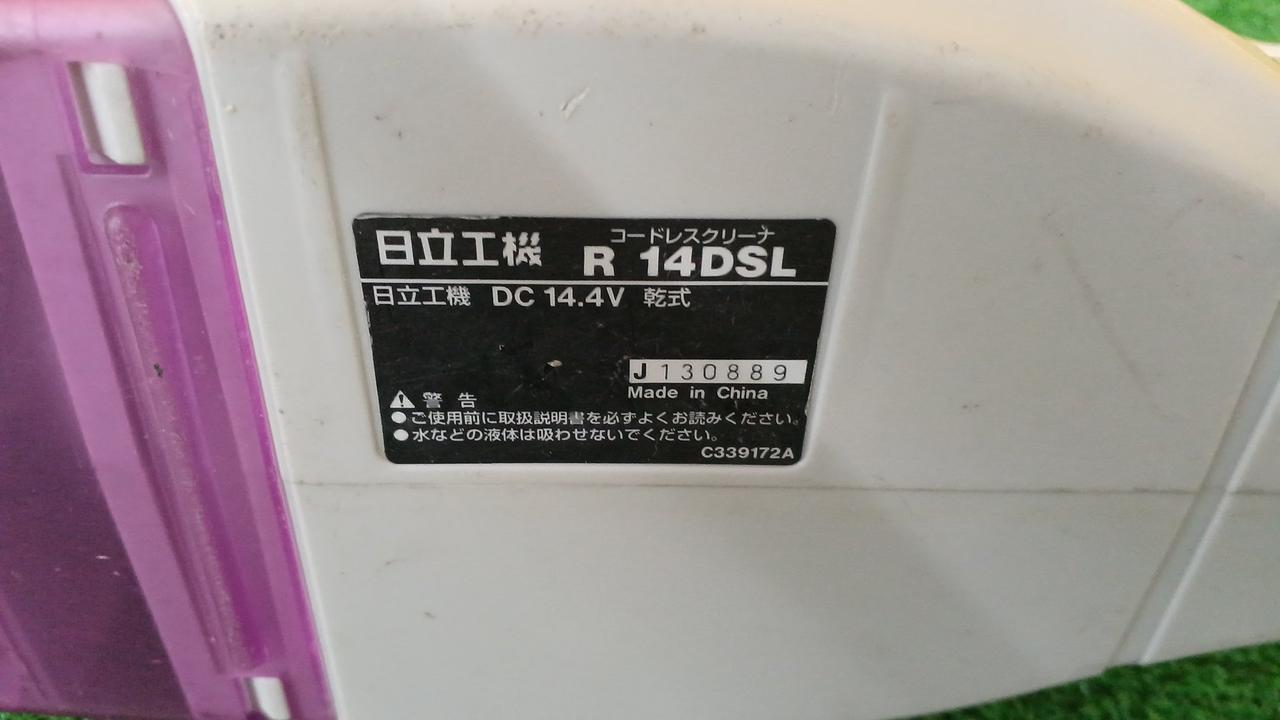 コードレスクリーナ
日立工機 R 14DSL
日立工機 DC 14.4V 乾式
J130889
Made in China
警告
●ご使用前に取扱説明書を必ずよくお読みください。
●水などの液体は吸わせないでください。
C339172A